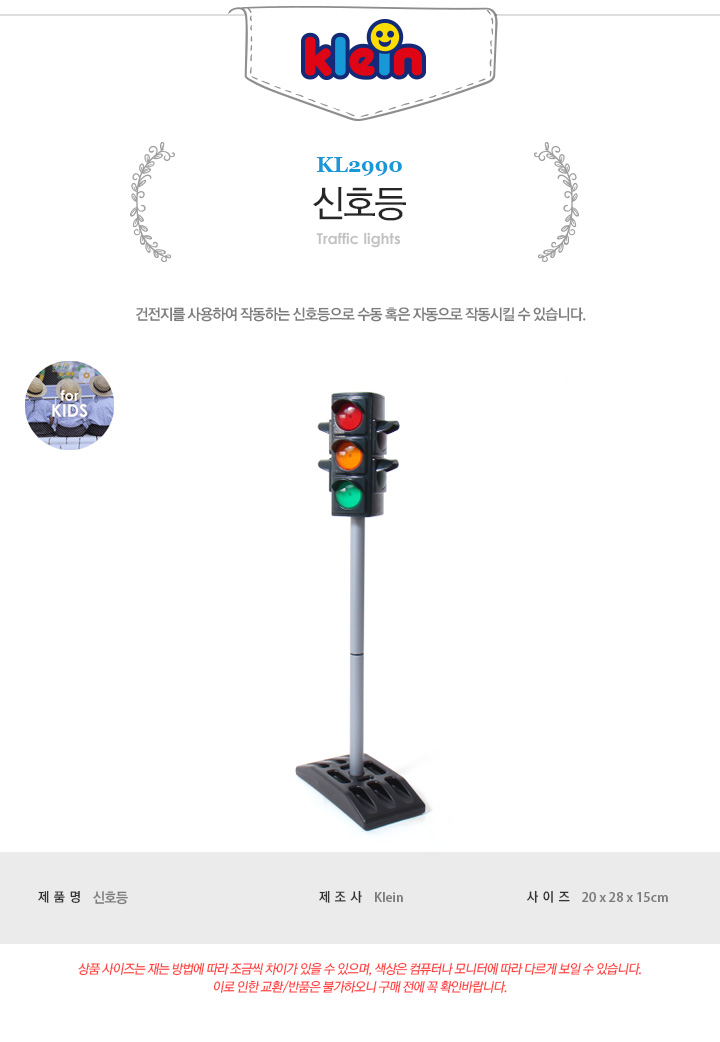 klein
KL2990
신호등
Traffic lights
건전지를 사용하여 작동하는 신호등으로 수동 혹은 자동으로 작동시킬 수 있습니다.
for
KIDS
제품명 신호등 제조사 Klein 사이즈 20 x 28 x 15cm
상품 사이즈는 재는 방법에 따라 조금씩 차이가 있을 수 있으며, 색상은 컴퓨터나 모니터에 따라 다르게 보일 수 있습니다.
이로 인한 교환/반품은 불가하오니 구매 전에 꼭 확인바랍니다.